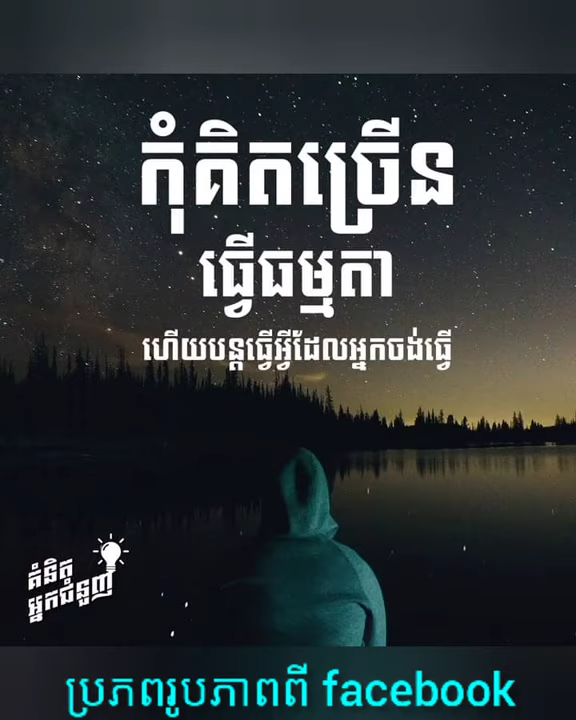 កុំគិតច្រើន
ធ្វើធម្មតា
ហើយបន្តធ្វើអ្វីដែលអ្នកចង់ធ្វើ
គំនិត
អ្នកជំនួញ
ប្រភពរូបភាពពី facebook